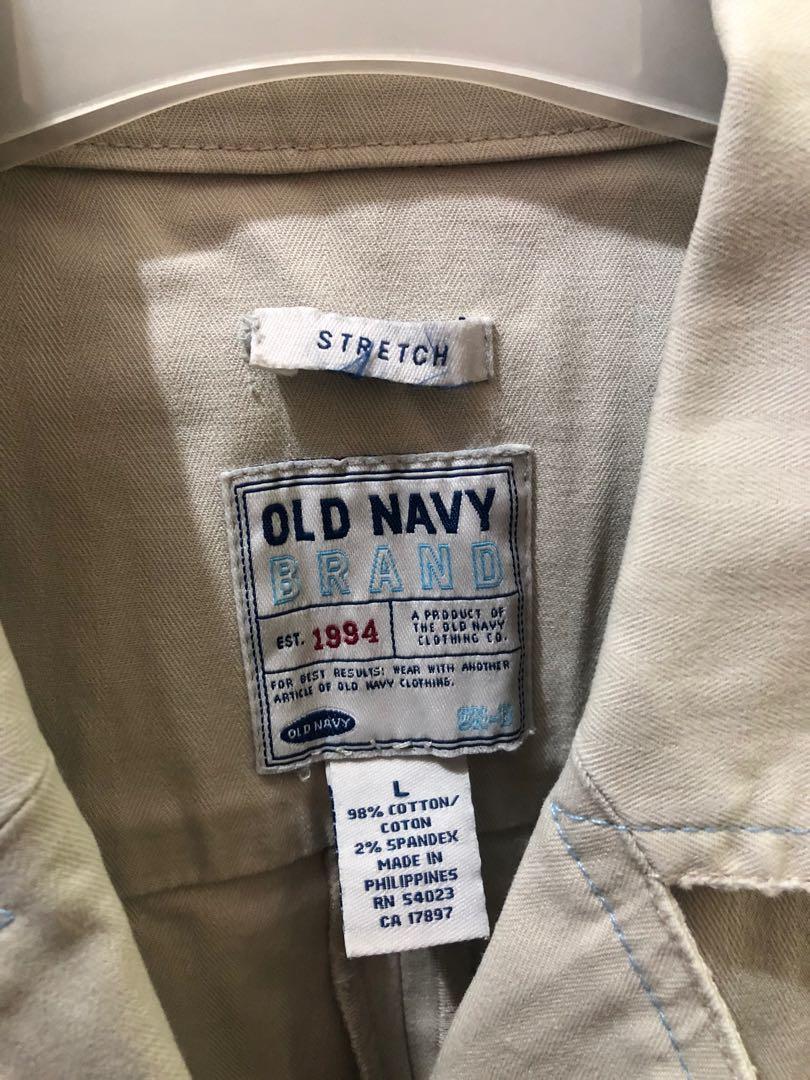 STRETCH
OLD NAVY
BRAND
EST. 1994
A PRODUCT OF
THE OLD NAVY
CLOTHING CO.
FOR BEST RESULTS: WEAR WITH ANOTHER
ARTICLE OF OLD NAVY CLOTHING.
OLD NAVY
L
98% COTTON/
COTON
2% SPANDEX
MADE IN
PHILIPPINES
RN 54023
CA 17897